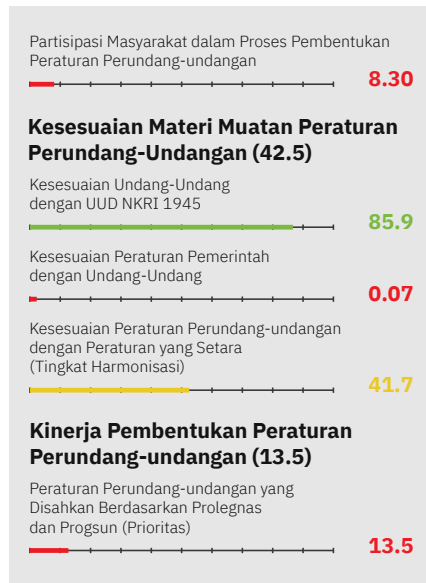 Partisipasi Masyarakat dalam Proses Pembentukan
Peraturan Perundang-undangan
8.30
Kesesuaian Materi Muatan Peraturan
Perundang-Undangan (42.5)
Kesesuaian Undang-Undang
dengan UUD NKRI 1945
85.9
Kesesuaian Peraturan Pemerintah
dengan Undang-Undang
0.07
Kesesuaian Peraturan Perundang-undangan
dengan Peraturan yang Setara
(Tingkat Harmonisasi)
41.7
Kinerja Pembentukan Peraturan
Perundang-undangan (13.5)
Peraturan Perundang-undangan yang
Disahkan Berdasarkan Prolegnas
dan Progsun (Prioritas)
13.5